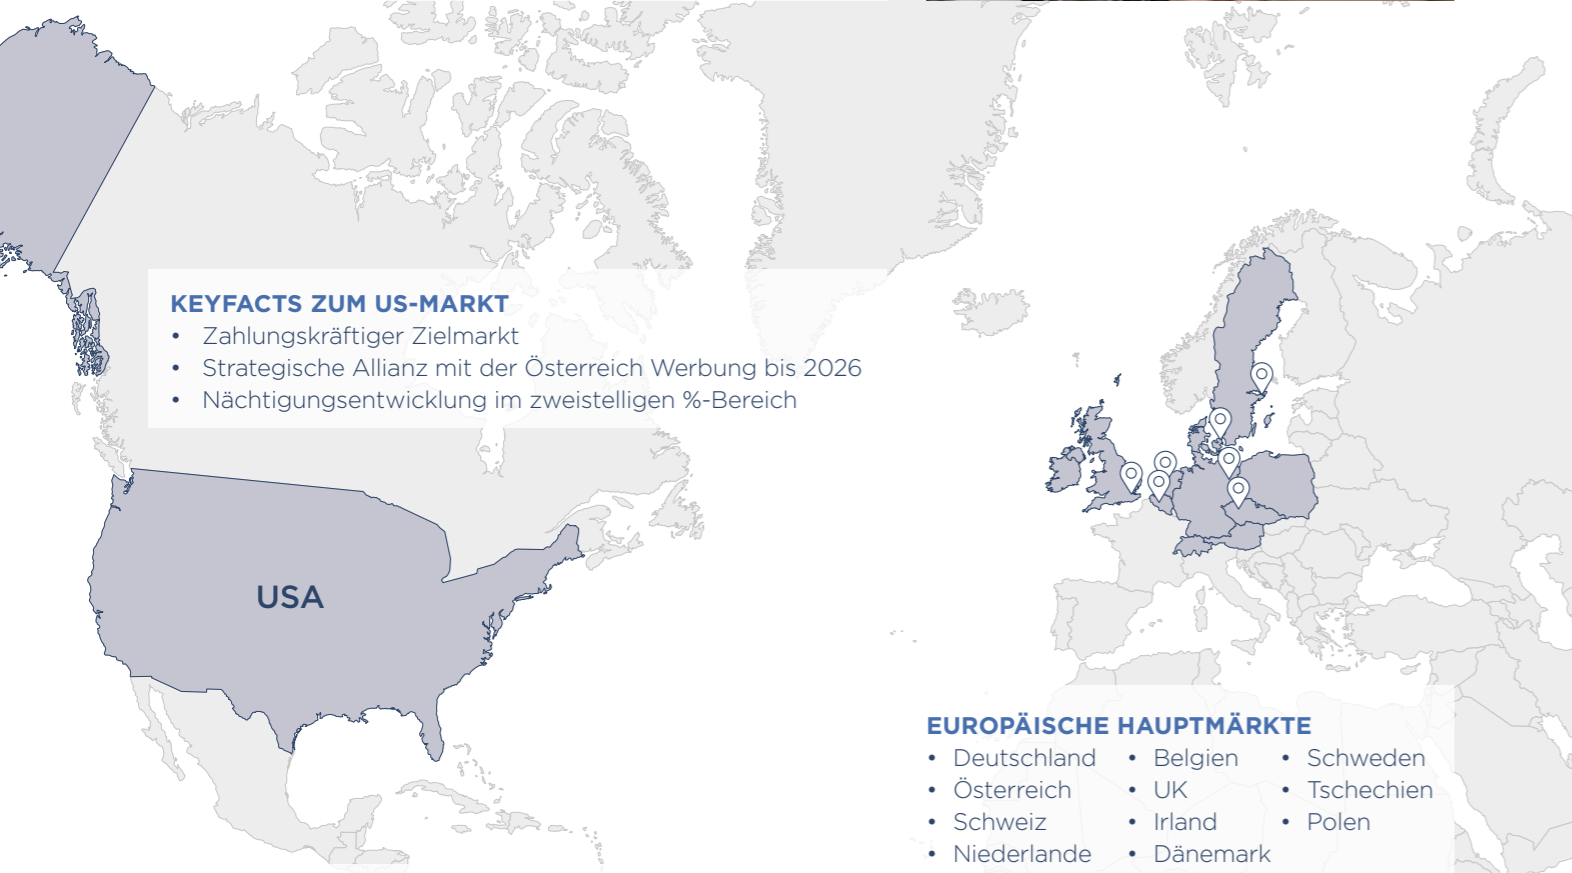 KEYFACTS ZUM US-MARKT
• Zahlungskräftiger Zielmarkt
• Strategische Allianz mit der Österreich Werbung bis 2026
• Nächtigungsentwicklung im zweistelligen %-Bereich
USA
EUROPÄISCHE HAUPTMÄRKTE
• Deutschland
• Österreich
• Schweiz
• Niederlande
• Belgien
• UK
• Irland
• Dänemark
• Schweden
• Tschechien
• Polen